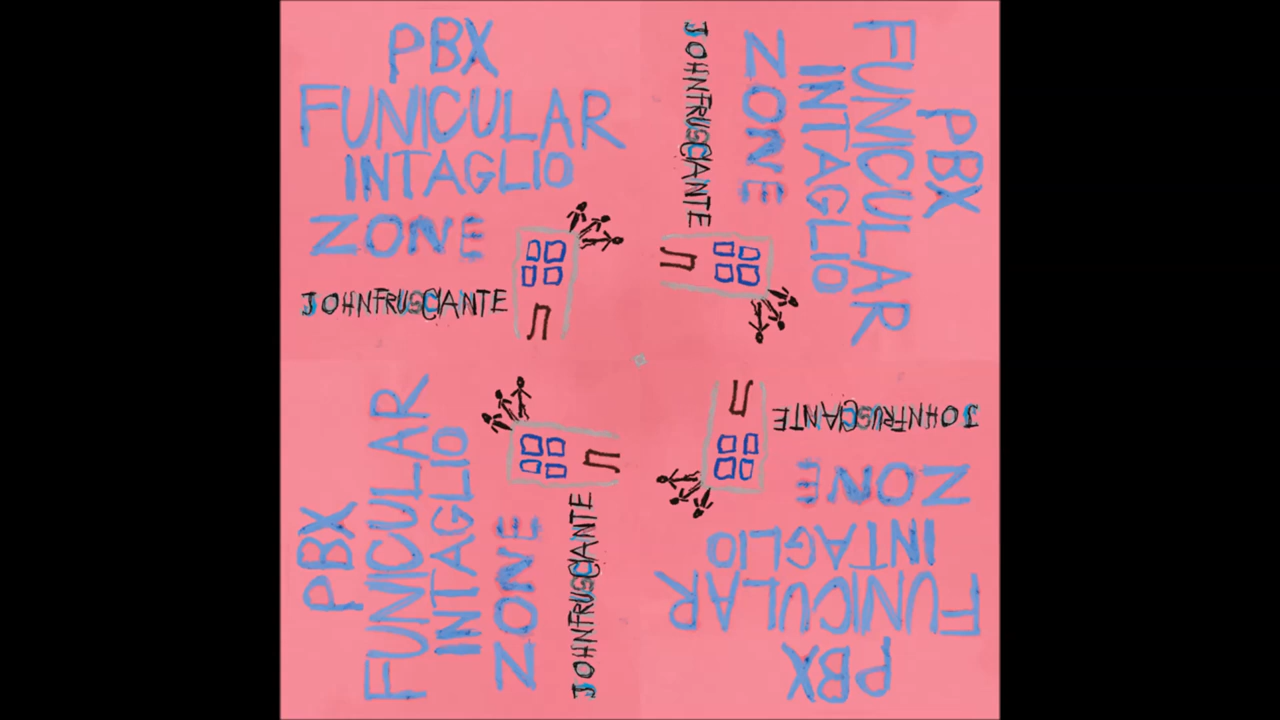 PBX
FUNICULAR
INTAGLIO
ZONE
JOHNFRUSCIANTE
PBX
FUNICULAR
INTAGLIO
ZONE
JOHNFRUSCIANTE
PBX
FUNICULAR
INTAGLIO
ZONE
JOHNFRUSCIANTE
PBX
FUNICULAR
INTAGLIO
ZONE
JOHNFRUSCIANTE